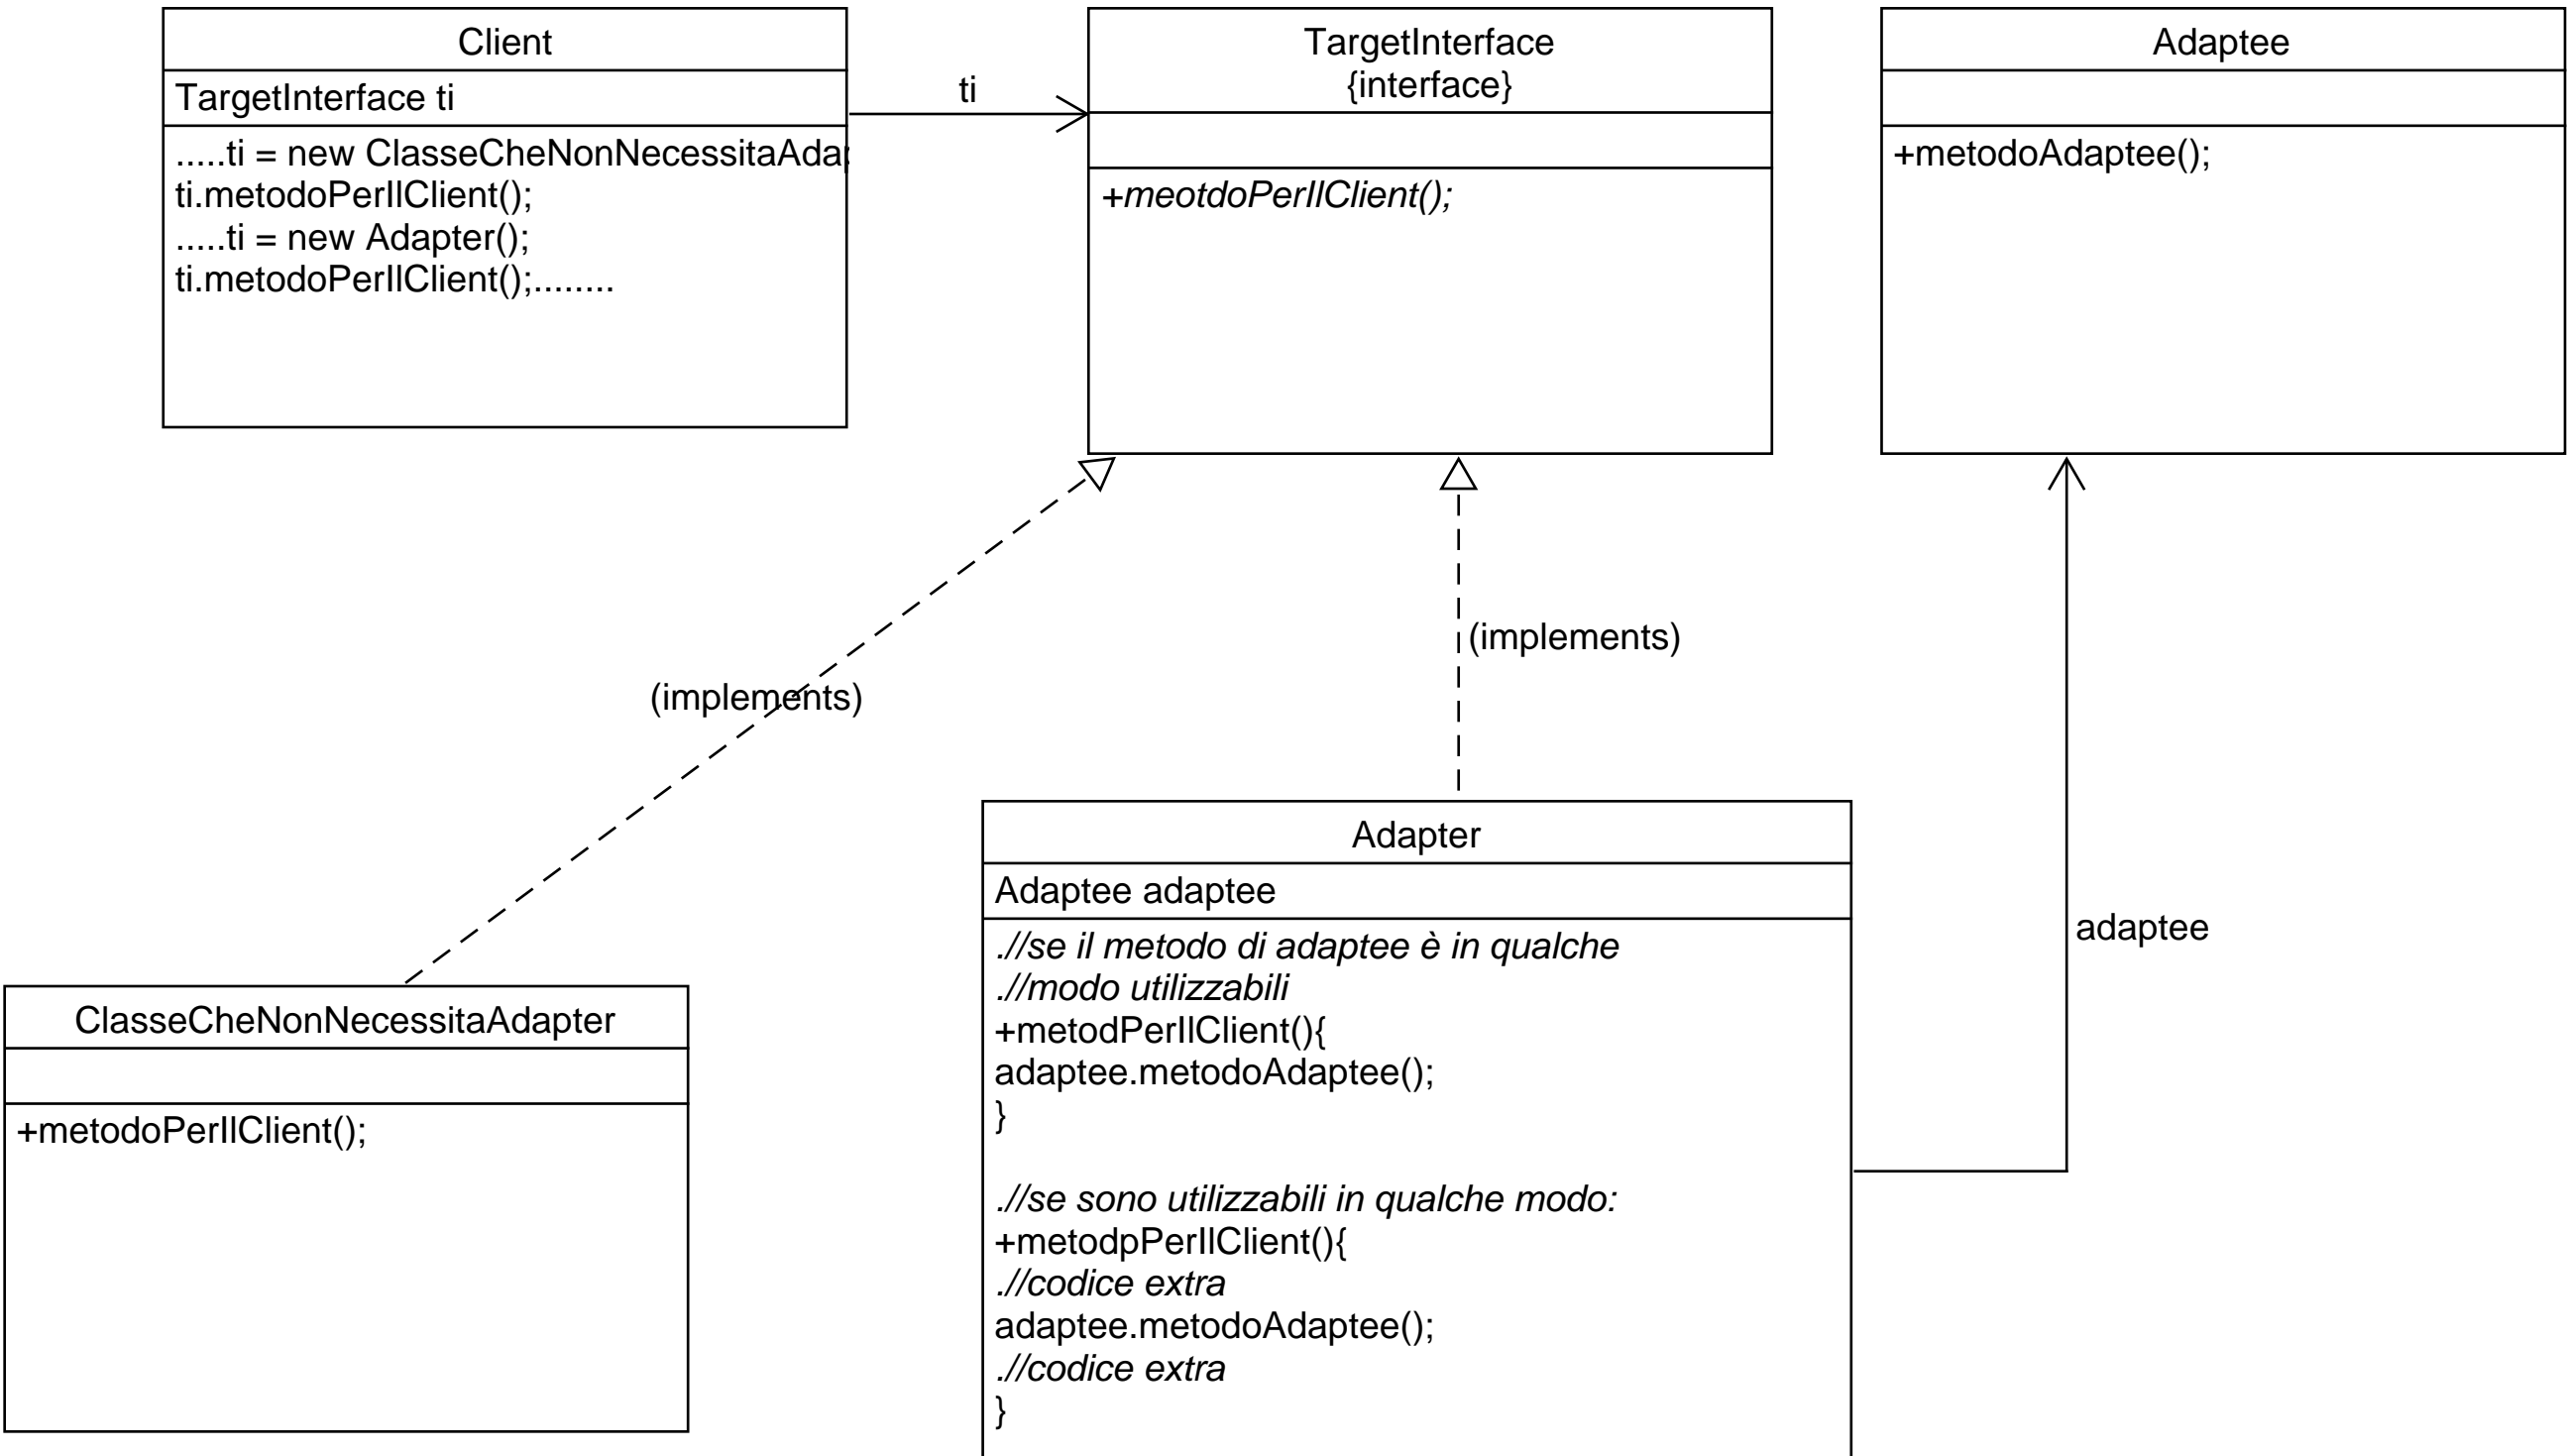 Client
TargetInterface ti
.....ti = new ClasseCheNonNecessitaAdap
ti.metodoPerIlClient();
.....ti = new Adapter();
ti.metodoPerIlClient();........
ti
TargetInterface
{interface}
+meotdoPerIlClient();
Adaptee
+metodoAdaptee();
(implements)
(implements)
ClasseCheNonNecessitaAdapter
+metodoPerIlClient();
Adapter
Adaptee adaptee
.//se il metodo di adaptee è in qualche
.//modo utilizzabili
+metodPerIlClient(){
adaptee.metodoAdaptee();
}
.//se sono utilizzabili in qualche modo:
+metodpPerIlClient(){
.//codice extra
adaptee.metodoAdaptee();
.//codice extra
}
adaptee